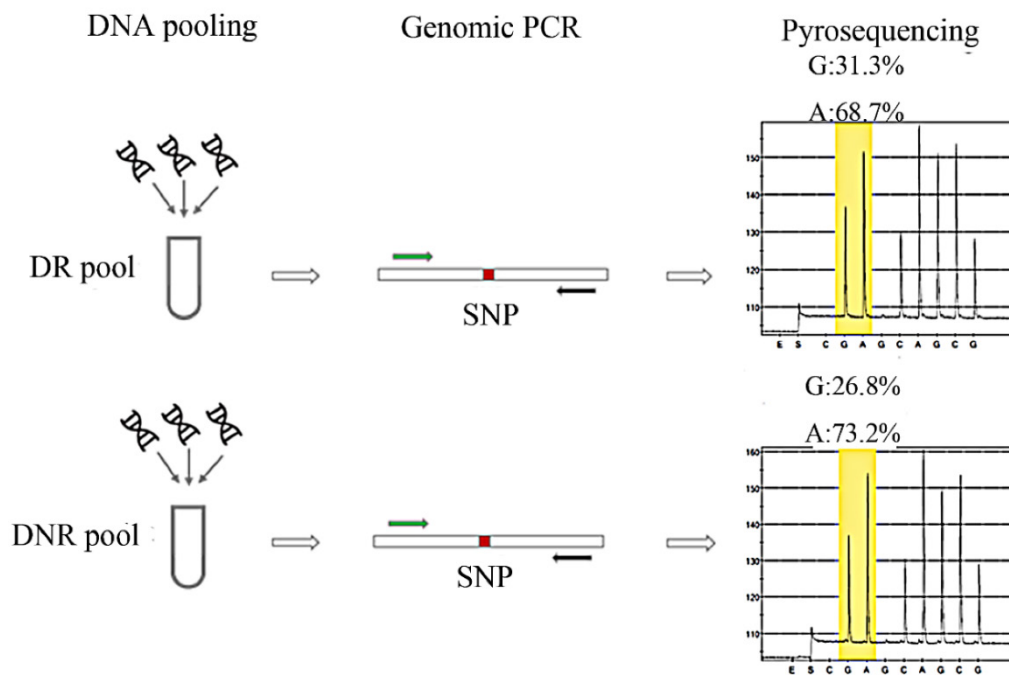 DNA pooling
Genomic PCR
Pyrosequencing
G:31.3%
A:68.7%
DR pool
SNP
150
140
130
120
110
E S C G A G C A G C G
G:26.8%
A:73.2%
DNR pool
SNP
160
150
140
130
120
110
E S C G A G C A G C G